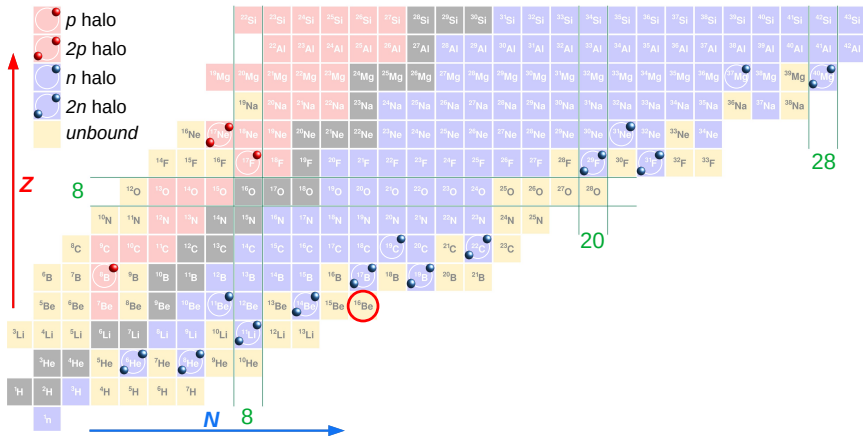 p halo
2p halo
n halo
2n halo
unbound
²²Si ²³Si ²⁴Si ²⁵Si ²⁶Si ²⁷Si ²⁸Si ²⁹Si ³⁰Si ³¹Si ³²Si ³³Si ³⁴Si ³⁵Si ³⁶Si ³⁷Si ³⁸Si ³⁹Si ⁴⁰Si ⁴¹Si ⁴²Si ⁴³Si
²²Al ²³Al ²⁴Al ²⁵Al ²⁶Al ²⁷Al ²⁸Al ²⁹Al ³⁰Al ³¹Al ³²Al ³³Al ³⁴Al ³⁵Al ³⁶Al ³⁷Al ³⁸Al ³⁹Al ⁴⁰Al ⁴¹Al ⁴²Al
¹⁹Mg ²⁰Mg ²¹Mg ²²Mg ²³Mg ²⁴Mg ²⁵Mg ²⁶Mg ²⁷Mg ²⁸Mg ²⁹Mg ³⁰Mg ³¹Mg ³²Mg ³³Mg ³⁴Mg ³⁵Mg ³⁶Mg ³⁷Mg ³⁸Mg ³⁹Mg ⁴⁰Mg
¹⁹Na ²⁰Na ²¹Na ²²Na ²³Na ²⁴Na ²⁵Na ²⁶Na ²⁷Na ²⁸Na ²⁹Na ³⁰Na ³¹Na ³²Na ³³Na ³⁴Na ³⁵Na ³⁶Na ³⁷Na ³⁸Na
¹⁶Ne ¹⁷Ne ¹⁸Ne ¹⁹Ne ²⁰Ne ²¹Ne ²²Ne ²³Ne ²⁴Ne ²⁵Ne ²⁶Ne ²⁷Ne ²⁸Ne ²⁹Ne ³⁰Ne ³¹Ne ³²Ne ³³Ne ³⁴Ne
¹⁴F ¹⁵F ¹⁶F ¹⁷F ¹⁸F ¹⁹F ²⁰F ²¹F ²²F ²³F ²⁴F ²⁵F ²⁶F ²⁷F ²⁸F ²⁹F ³⁰F ³¹F ³²F ³³F
28
Z
8
¹²O ¹³O ¹⁴O ¹⁵O ¹⁶O ¹⁷O ¹⁸O ¹⁹O ²⁰O ²¹O ²²O ²³O ²⁴O ²⁵O ²⁶O ²⁷O ²⁸O
¹⁰N ¹¹N ¹²N ¹³N ¹⁴N ¹⁵N ¹⁶N ¹⁷N ¹⁸N ¹⁹N ²⁰N ²¹N ²²N ²³N ²⁴N ²⁵N
20
⁸C ⁹C ¹⁰C ¹¹C ¹²C ¹³C ¹⁴C ¹⁵C ¹⁶C ¹⁷C ¹⁸C ¹⁹C ²⁰C ²¹C ²²C ²³C
⁶B ⁷B ⁸B ⁹B ¹⁰B ¹¹B ¹²B ¹³B ¹⁴B ¹⁵B ¹⁶B ¹⁷B ¹⁸B ¹⁹B ²⁰B ²¹B
⁵Be ⁶Be ⁷Be ⁸Be ⁹Be ¹⁰Be ¹¹Be ¹²Be ¹³Be ¹⁴Be ¹⁵Be ¹⁶Be
³Li ⁴Li ⁵Li ⁶Li ⁷Li ⁸Li ⁹Li ¹⁰Li ¹¹Li ¹²Li ¹³Li
³He ⁴He ⁵He ⁶He ⁷He ⁸He ⁹He ¹⁰He
¹H ²H ³H ⁴H ⁵H ⁶H ⁷H
¹n
N
8